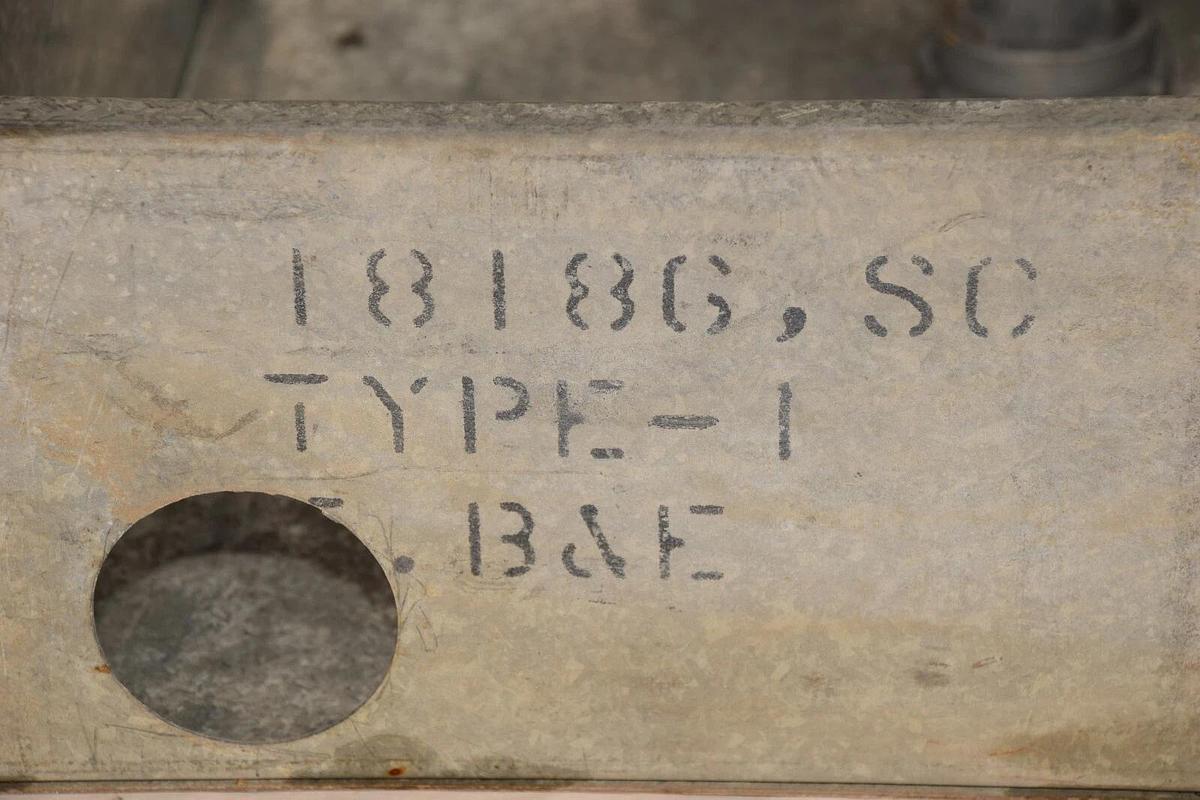 18186,SC
TYPE-1
. B&E